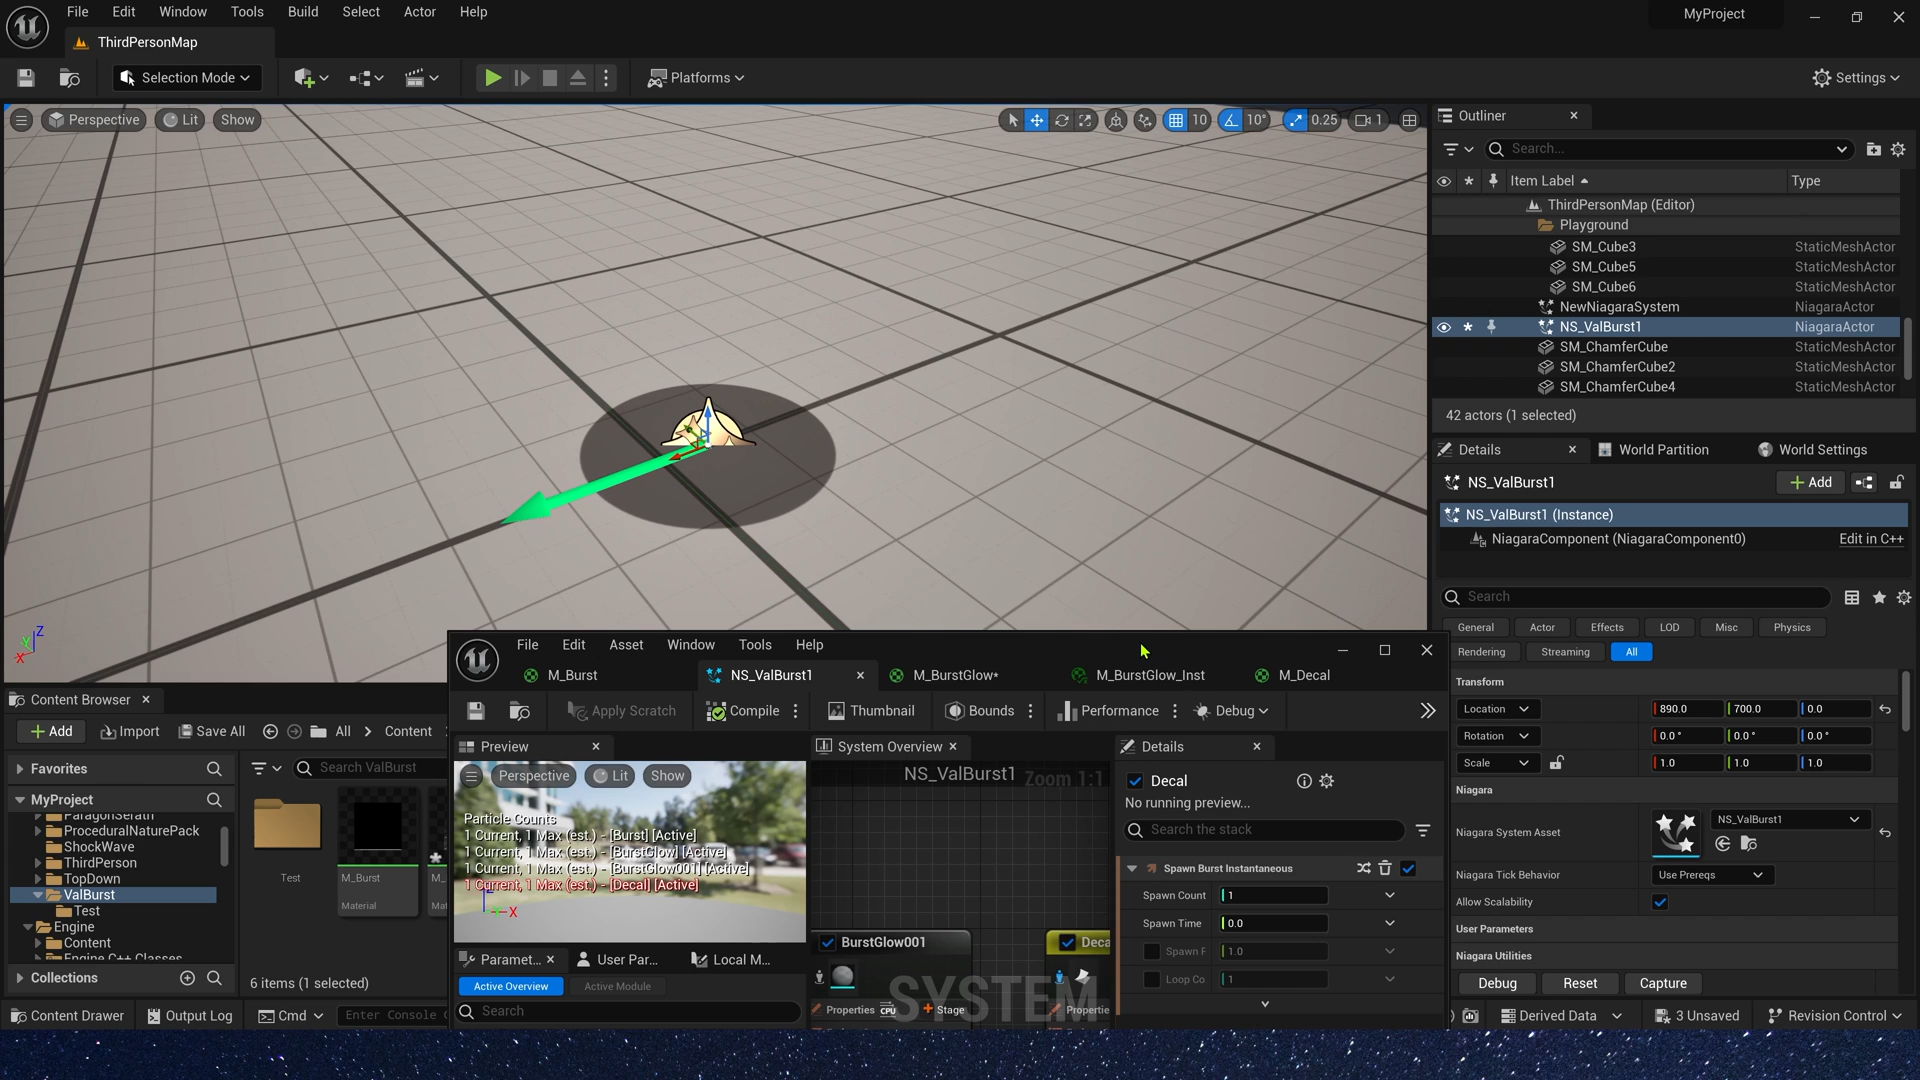 File Edit Window Tools Build Select Actor Help
MyProject
ThirdPersonMap
Selection Mode
Platforms
Settings
Perspective Lit Show
10 10° 0.25 1
Outliner
Search...
Item Label Type
ThirdPersonMap (Editor)
Playground
SM_Cube3 StaticMeshActor
SM_Cube5 StaticMeshActor
SM_Cube6 StaticMeshActor
NewNiagaraSystem NiagaraActor
NS_ValBurst1 NiagaraActor
SM_ChamferCube StaticMeshActor
SM_ChamferCube2 StaticMeshActor
SM_ChamferCube4 StaticMeshActor
42 actors (1 selected)
Details World Partition World Settings
NS_ValBurst1 Add
NS_ValBurst1 (Instance)
NiagaraComponent (NiagaraComponent0) Edit in C++
Search
General Actor Effects LOD Misc Physics
Rendering Streaming All
Transform
Location 890.0 700.0 0.0
Rotation 0.0° 0.0° 0.0°
Scale 1.0 1.0 1.0
Niagara
Niagara System Asset NS_ValBurst1
Niagara Tick Behavior Use Prereqs
Allow Scalability
User Parameters
Niagara Utilities
Debug Reset Capture
Z
Y
X
Content Browser
Add Import Save All All Content
Favorites
Search ValBurst
MyProject
ParagonSerath
ProceduralNaturePack
ShockWave
ThirdPerson
TopDown
ValBurst
Test
Engine
Content
Engine C++ Classes
Collections
Test
M_Burst
Material
M_
Mat
6 items (1 selected)
Content Drawer Output Log Cmd Enter Console C
File Edit Asset Window Tools Help
M_Burst NS_ValBurst1 M_BurstGlow* M_BurstGlow_Inst M_Decal
Apply Scratch Compile Thumbnail Bounds Performance Debug
Preview System Overview Details
Perspective Lit Show
Particle Counts
1 Current, 1 Max (est.) - [Burst] [Active]
1 Current, 1 Max (est.) - [BurstGlow] [Active]
1 Current, 1 Max (est.) - [BurstGlow001] [Active]
1 Current, 1 Max (est.) - [Decal] [Active]
X
NS_ValBurst1 Zoom 1:1
BurstGlow001
Deca
Properties CPU Stage
Propertie
SYSTEM
Paramet... User Par... Local M...
Active Overview Active Module
Search
Decal
No running preview...
Search the stack
Spawn Burst Instantaneous
Spawn Count 1
Spawn Time 0.0
Spawn F 1.0
Loop Co 1
Derived Data 3 Unsaved Revision Control